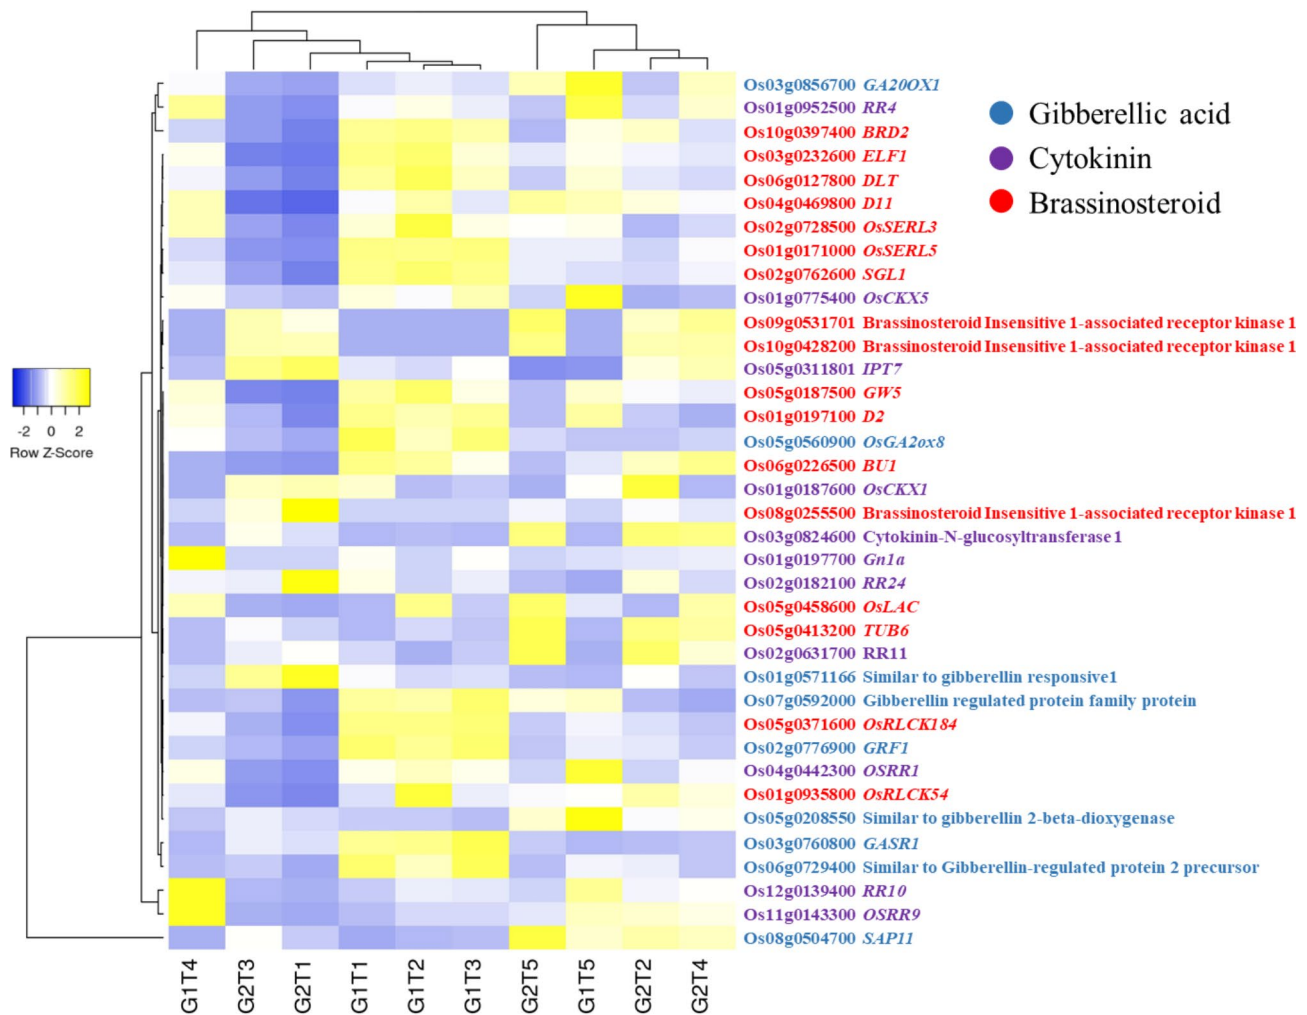 Os03g0856700 GA20OX1
Os01g0952500 RR4
Os10g0397400 BRD2
Os03g0232600 ELF1
Os06g0127800 DLT
Os04g0469800 D11
Os02g0728500 OsSERL3
Os01g0171000 OsSERL5
Os02g0762600 SGL1
Os01g0775400 OsCKX5
Os09g0531701 Brassinosteroid Insensitive 1-associated receptor kinase 1
Os10g0428200 Brassinosteroid Insensitive 1-associated receptor kinase 1
Os05g0311801 IPT7
Os05g0187500 GW5
Os01g0197100 D2
Os05g0560900 OsGA2ox8
Os06g0226500 BU1
Os01g0187600 OsCKX1
Os08g0255500 Brassinosteroid Insensitive 1-associated receptor kinase 1
Os03g0824600 Cytokinin-N-glucosyltransferase 1
Os01g0197700 Gn1a
Os02g0182100 RR24
Os05g0458600 OsLAC
Os05g0413200 TUB6
Os02g0631700 RR11
Os01g0571166 Similar to gibberellin responsive1
Os07g0592000 Gibberellin regulated protein family protein
Os05g0371600 OsRLCK184
Os02g0776900 GRF1
Os04g0442300 OSRR1
Os01g0935800 OsRLCK54
Os05g0208550 Similar to gibberellin 2-beta-dioxygenase
Os03g0760800 GASR1
Os06g0729400 Similar to Gibberellin-regulated protein 2 precursor
Os12g0139400 RR10
Os11g0143300 OSRR9
Os08g0504700 SAP11
Gibberellic acid
Cytokinin
Brassinosteroid
-2 0 2
Row Z-Score
G1T4 G2T3 G2T1 G1T1 G1T2 G1T3 G2T5 G1T5 G2T2 G2T4